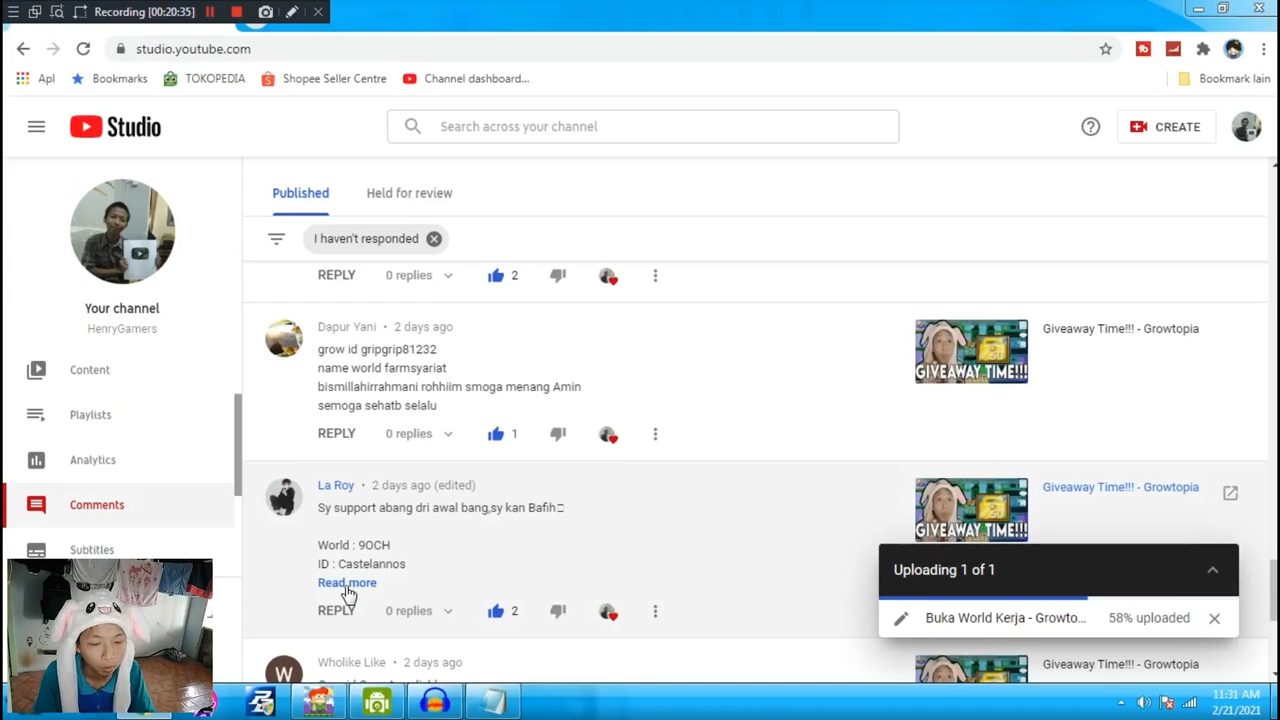 Recording [00:20:35]
studio.youtube.com
Apl
Bookmarks
TOKOPEDIA
Shopee Seller Centre
Channel dashboard...
Bookmark lain
Studio
Search across your channel
CREATE
Your channel
HenryGamers
Content
Playlists
Analytics
Comments
Subtitles
Published
Held for review
I haven't responded
REPLY 0 replies 2
Dapur Yani • 2 days ago
grow id gripgrip81232
name world farmsyariat
bismillahirrahmani rohhiim smoga menang Amin
semoga sehatb selalu
REPLY 0 replies 1
Giveaway Time!!! - Growtopia
GIVEAWAY TIME!!!
La Roy • 2 days ago (edited)
Sy support abang dri awal bang,sy kan Bafih
World : 9OCH
ID : Castelannos
Read more
REPLY 0 replies 2
Giveaway Time!!! - Growtopia
GIVEAWAY TIME!!!
Uploading 1 of 1
Buka World Kerja - Growto... 58% uploaded
W
Wholike Like • 2 days ago
Giveaway Time!!! - Growtopia
11:31 AM
2/21/2021